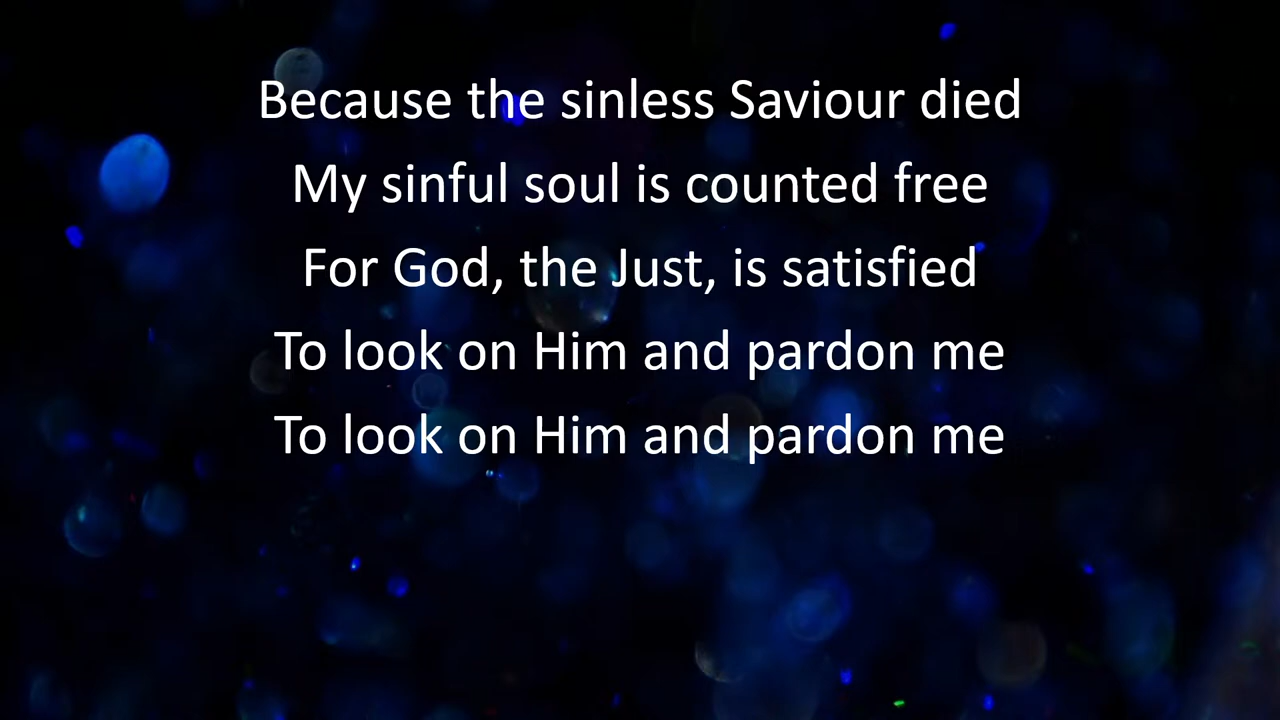 Because the sinless Saviour died
My sinful soul is counted free
For God, the Just, is satisfied
To look on Him and pardon me
To look on Him and pardon me